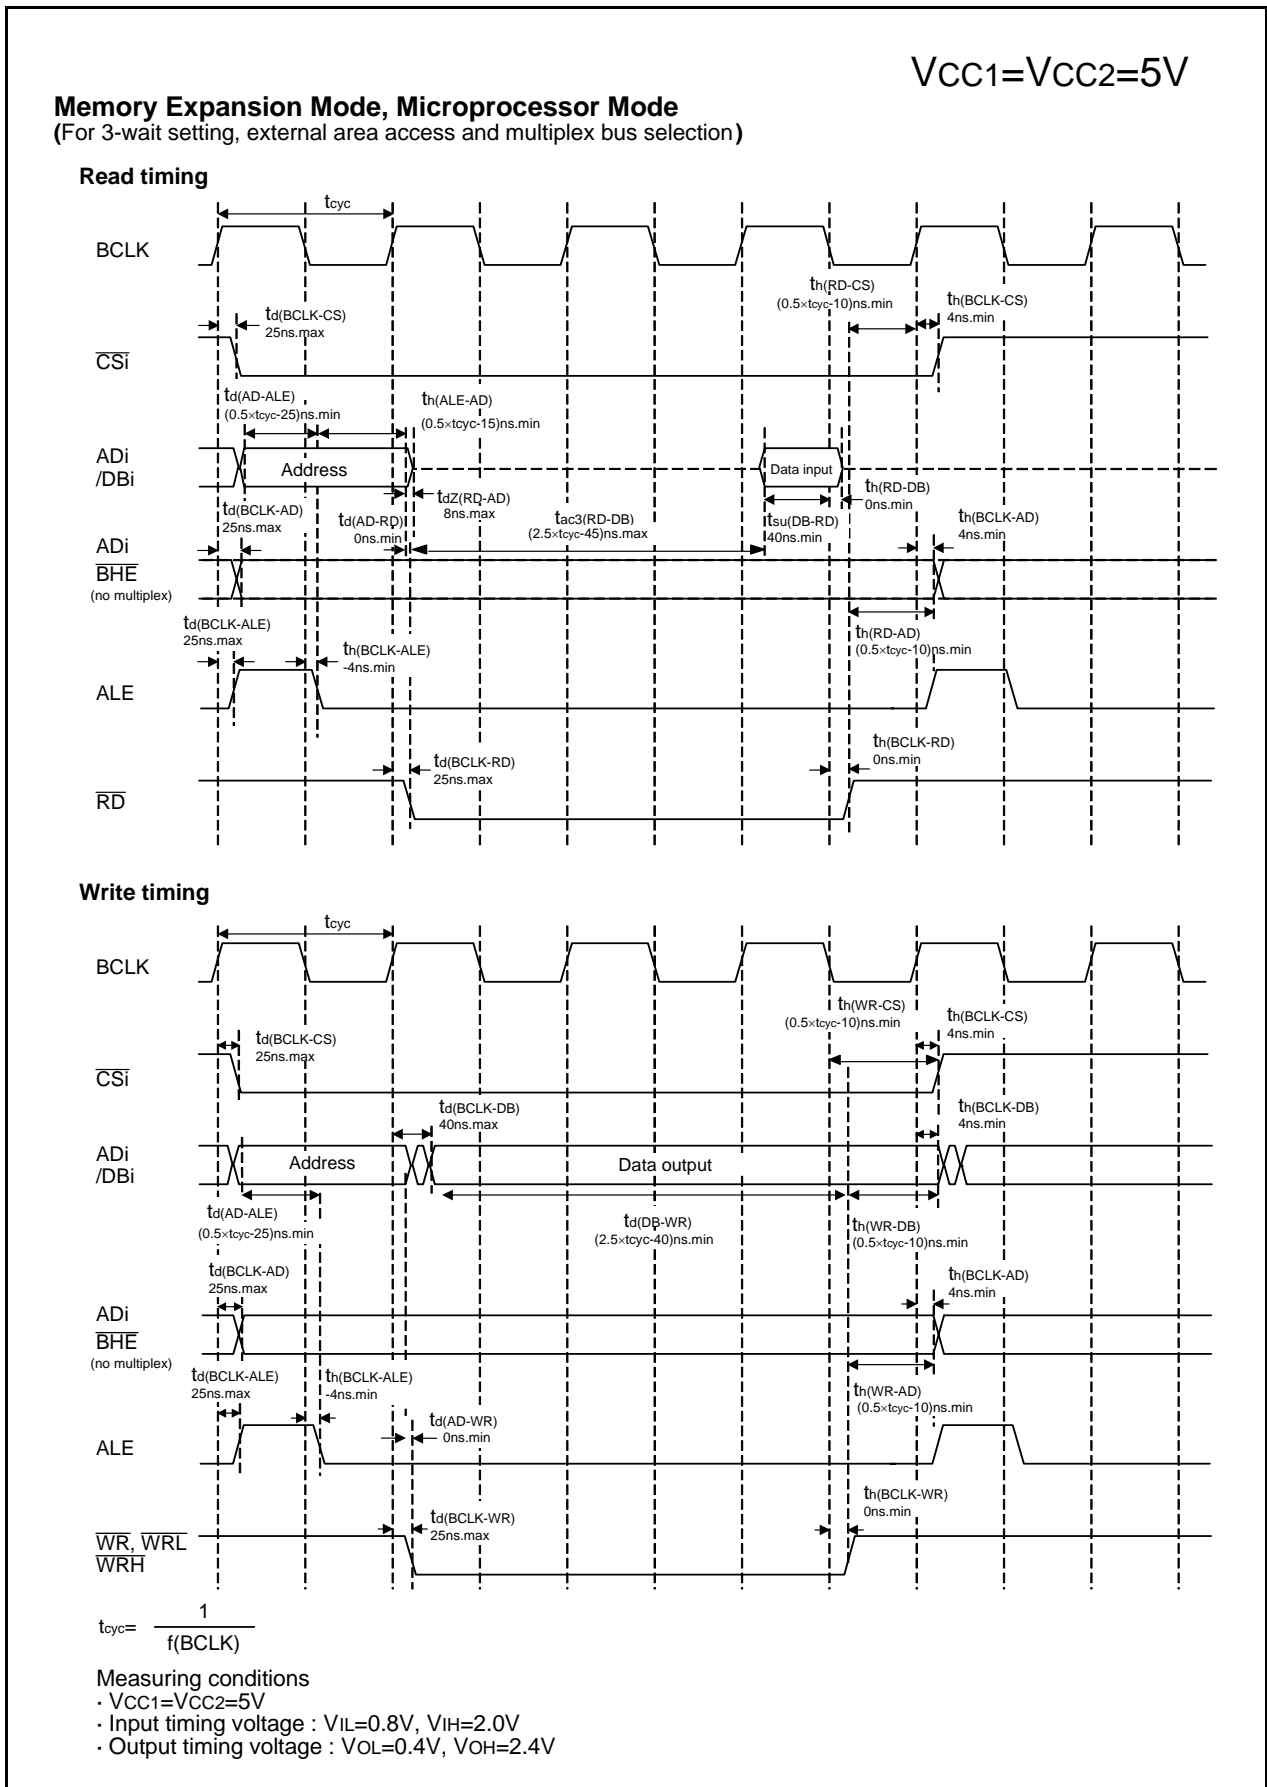 VCC1=VCC2=5V
Memory Expansion Mode, Microprocessor Mode
(For 3-wait setting, external area access and multiplex bus selection)
Read timing
tcyc
BCLK
th(RD-CS)
(0.5×tcyc-10)ns.min
th(BCLK-CS)
4ns.min
td(BCLK-CS)
25ns.max
CSi
td(AD-ALE)
(0.5×tcyc-25)ns.min
th(ALE-AD)
(0.5×tcyc-15)ns.min
ADi
/DBi
Address
Data input
th(RD-DB)
0ns.min
tdZ(RD-AD)
8ns.max
td(BCLK-AD)
25ns.max
td(AD-RD)
0ns.min
tac3(RD-DB)
(2.5×tcyc-45)ns.max
tsu(DB-RD)
40ns.min
th(BCLK-AD)
4ns.min
ADi
BHE
(no multiplex)
td(BCLK-ALE)
25ns.max
th(BCLK-ALE)
-4ns.min
th(RD-AD)
(0.5×tcyc-10)ns.min
ALE
td(BCLK-RD)
25ns.max
th(BCLK-RD)
0ns.min
RD
Write timing
tcyc
BCLK
th(WR-CS)
(0.5×tcyc-10)ns.min
th(BCLK-CS)
4ns.min
td(BCLK-CS)
25ns.max
CSi
td(BCLK-DB)
40ns.max
th(BCLK-DB)
4ns.min
ADi
/DBi
Address
Data output
td(AD-ALE)
(0.5×tcyc-25)ns.min
td(DB-WR)
(2.5×tcyc-40)ns.min
th(WR-DB)
(0.5×tcyc-10)ns.min
td(BCLK-AD)
25ns.max
th(BCLK-AD)
4ns.min
ADi
BHE
(no multiplex)
td(BCLK-ALE)
25ns.max
th(BCLK-ALE)
-4ns.min
th(WR-AD)
(0.5×tcyc-10)ns.min
td(AD-WR)
0ns.min
ALE
td(BCLK-WR)
25ns.max
th(BCLK-WR)
0ns.min
WR, WRL
WRH
tcyc= 1
f(BCLK)
Measuring conditions
· VCC1=VCC2=5V
· Input timing voltage : VIL=0.8V, VIH=2.0V
· Output timing voltage : VOL=0.4V, VOH=2.4V